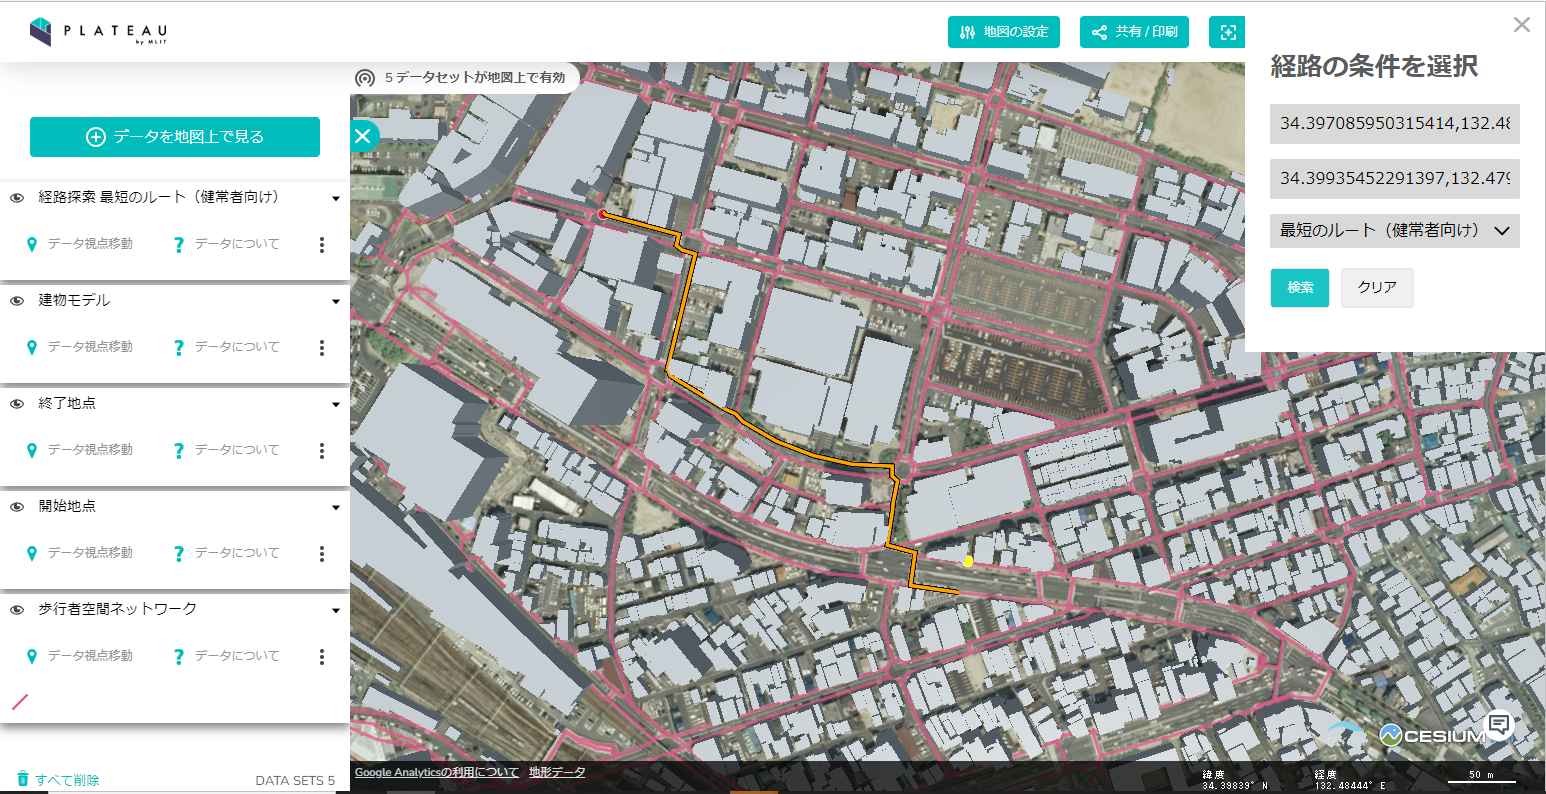 PLATEAU
by MLIT
地図の設定
共有 / 印刷
5 データセットが地図上で有効
データを地図上で見る
経路探索 最短のルート（健常者向け）
データ視点移動
? データについて
建物モデル
データ視点移動
? データについて
終了地点
データ視点移動
? データについて
開始地点
データ視点移動
? データについて
歩行者空間ネットワーク
データ視点移動
? データについて
すべて削除
DATA SETS 5
経路の条件を選択
34.397085950315414,132.48
34.39935452291397,132.479
最短のルート（健常者向け）
検索
クリア
CESIUM
Google Analyticsの利用について
地形データ
緯度
34.39839° N
経度
132.48444° E
50 m